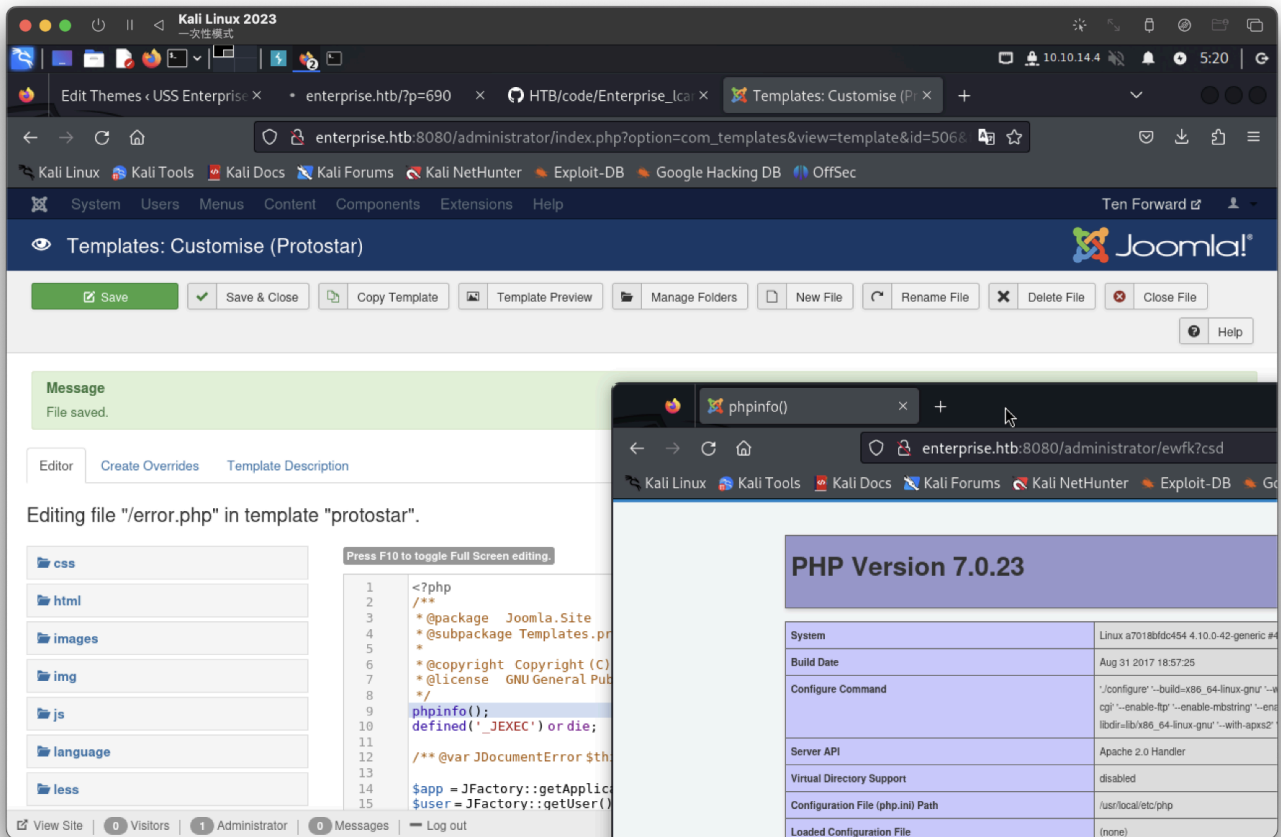 Kali Linux 2023
一次性模式
10.10.14.4
5:20
2
Edit Themes ‹ USS Enterprise
enterprise.htb/?p=690
HTB/code/Enterprise_lcar
Templates: Customise (Pr
enterprise.htb:8080/administrator/index.php?option=com_templates&view=template&id=506&
Kali Linux Kali Tools Kali Docs Kali Forums Kali NetHunter Exploit-DB Google Hacking DB OffSec
System Users Menus Content Components Extensions Help Ten Forward
Templates: Customise (Protostar)
Joomla!®
Save Save & Close Copy Template Template Preview Manage Folders New File Rename File Delete File Close File
Help
Message
File saved.
Editor Create Overrides Template Description
Editing file "/error.php" in template "protostar".
css
html
images
img
js
language
less
Press F10 to toggle Full Screen editing.
1 <?php
2 /**
3 * @package Joomla.Site
4 * @subpackage Templates.pr
5 *
6 * @copyright Copyright (C)
7 * @license GNU General Pub
8 */
9 phpinfo();
10 defined('_JEXEC') or die;
11
12 /** @var JDocumentError $thi
13
14 $app = JFactory::getApplica
15 $user = JFactory::getUser()
View Site 0 Visitors 1 Administrator 0 Messages Log out
phpinfo()
enterprise.htb:8080/administrator/ewfk?csd
Kali Linux Kali Tools Kali Docs Kali Forums Kali NetHunter Exploit-DB Go
PHP Version 7.0.23
System Linux a7018bfdc454 4.10.0-42-generic #4
Build Date Aug 31 2017 18:57:25
Configure Command './configure' '--build=x86_64-linux-gnu' '--w
cgi' '--enable-ftp' '--enable-mbstring' '--ena
libdir=lib/x86_64-linux-gnu' '--with-apxs2'
Server API Apache 2.0 Handler
Virtual Directory Support disabled
Configuration File (php.ini) Path /usr/local/etc/php
Loaded Configuration File (none)